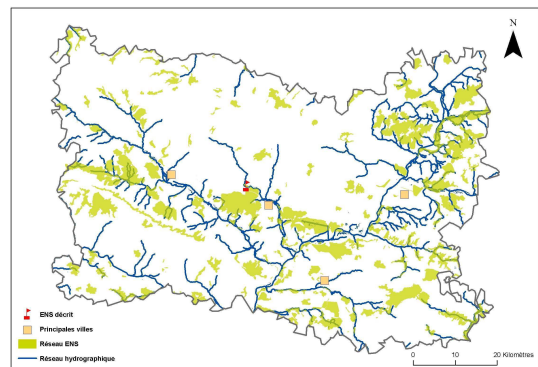 N
ENS décrit
Principales villes
Réseau ENS
Réseau hydrographique
0 10 20 Kilomètres